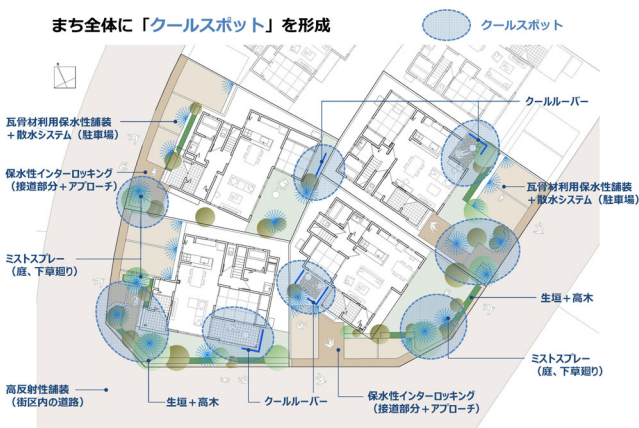 まち全体に「クールスポット」を形成
クールスポット
クールルーバー
瓦骨材利用保水性舗装
＋散水システム（駐車場）
保水性インターロッキング
（接道部分＋アプローチ）
瓦骨材利用保水性舗装
＋散水システム（駐車場）
ミストスプレー
（庭、下草廻り）
生垣＋高木
ミストスプレー
（庭、下草廻り）
高反射性舗装
（街区内の道路）
生垣＋高木
クールルーバー
保水性インターロッキング
（接道部分＋アプローチ）